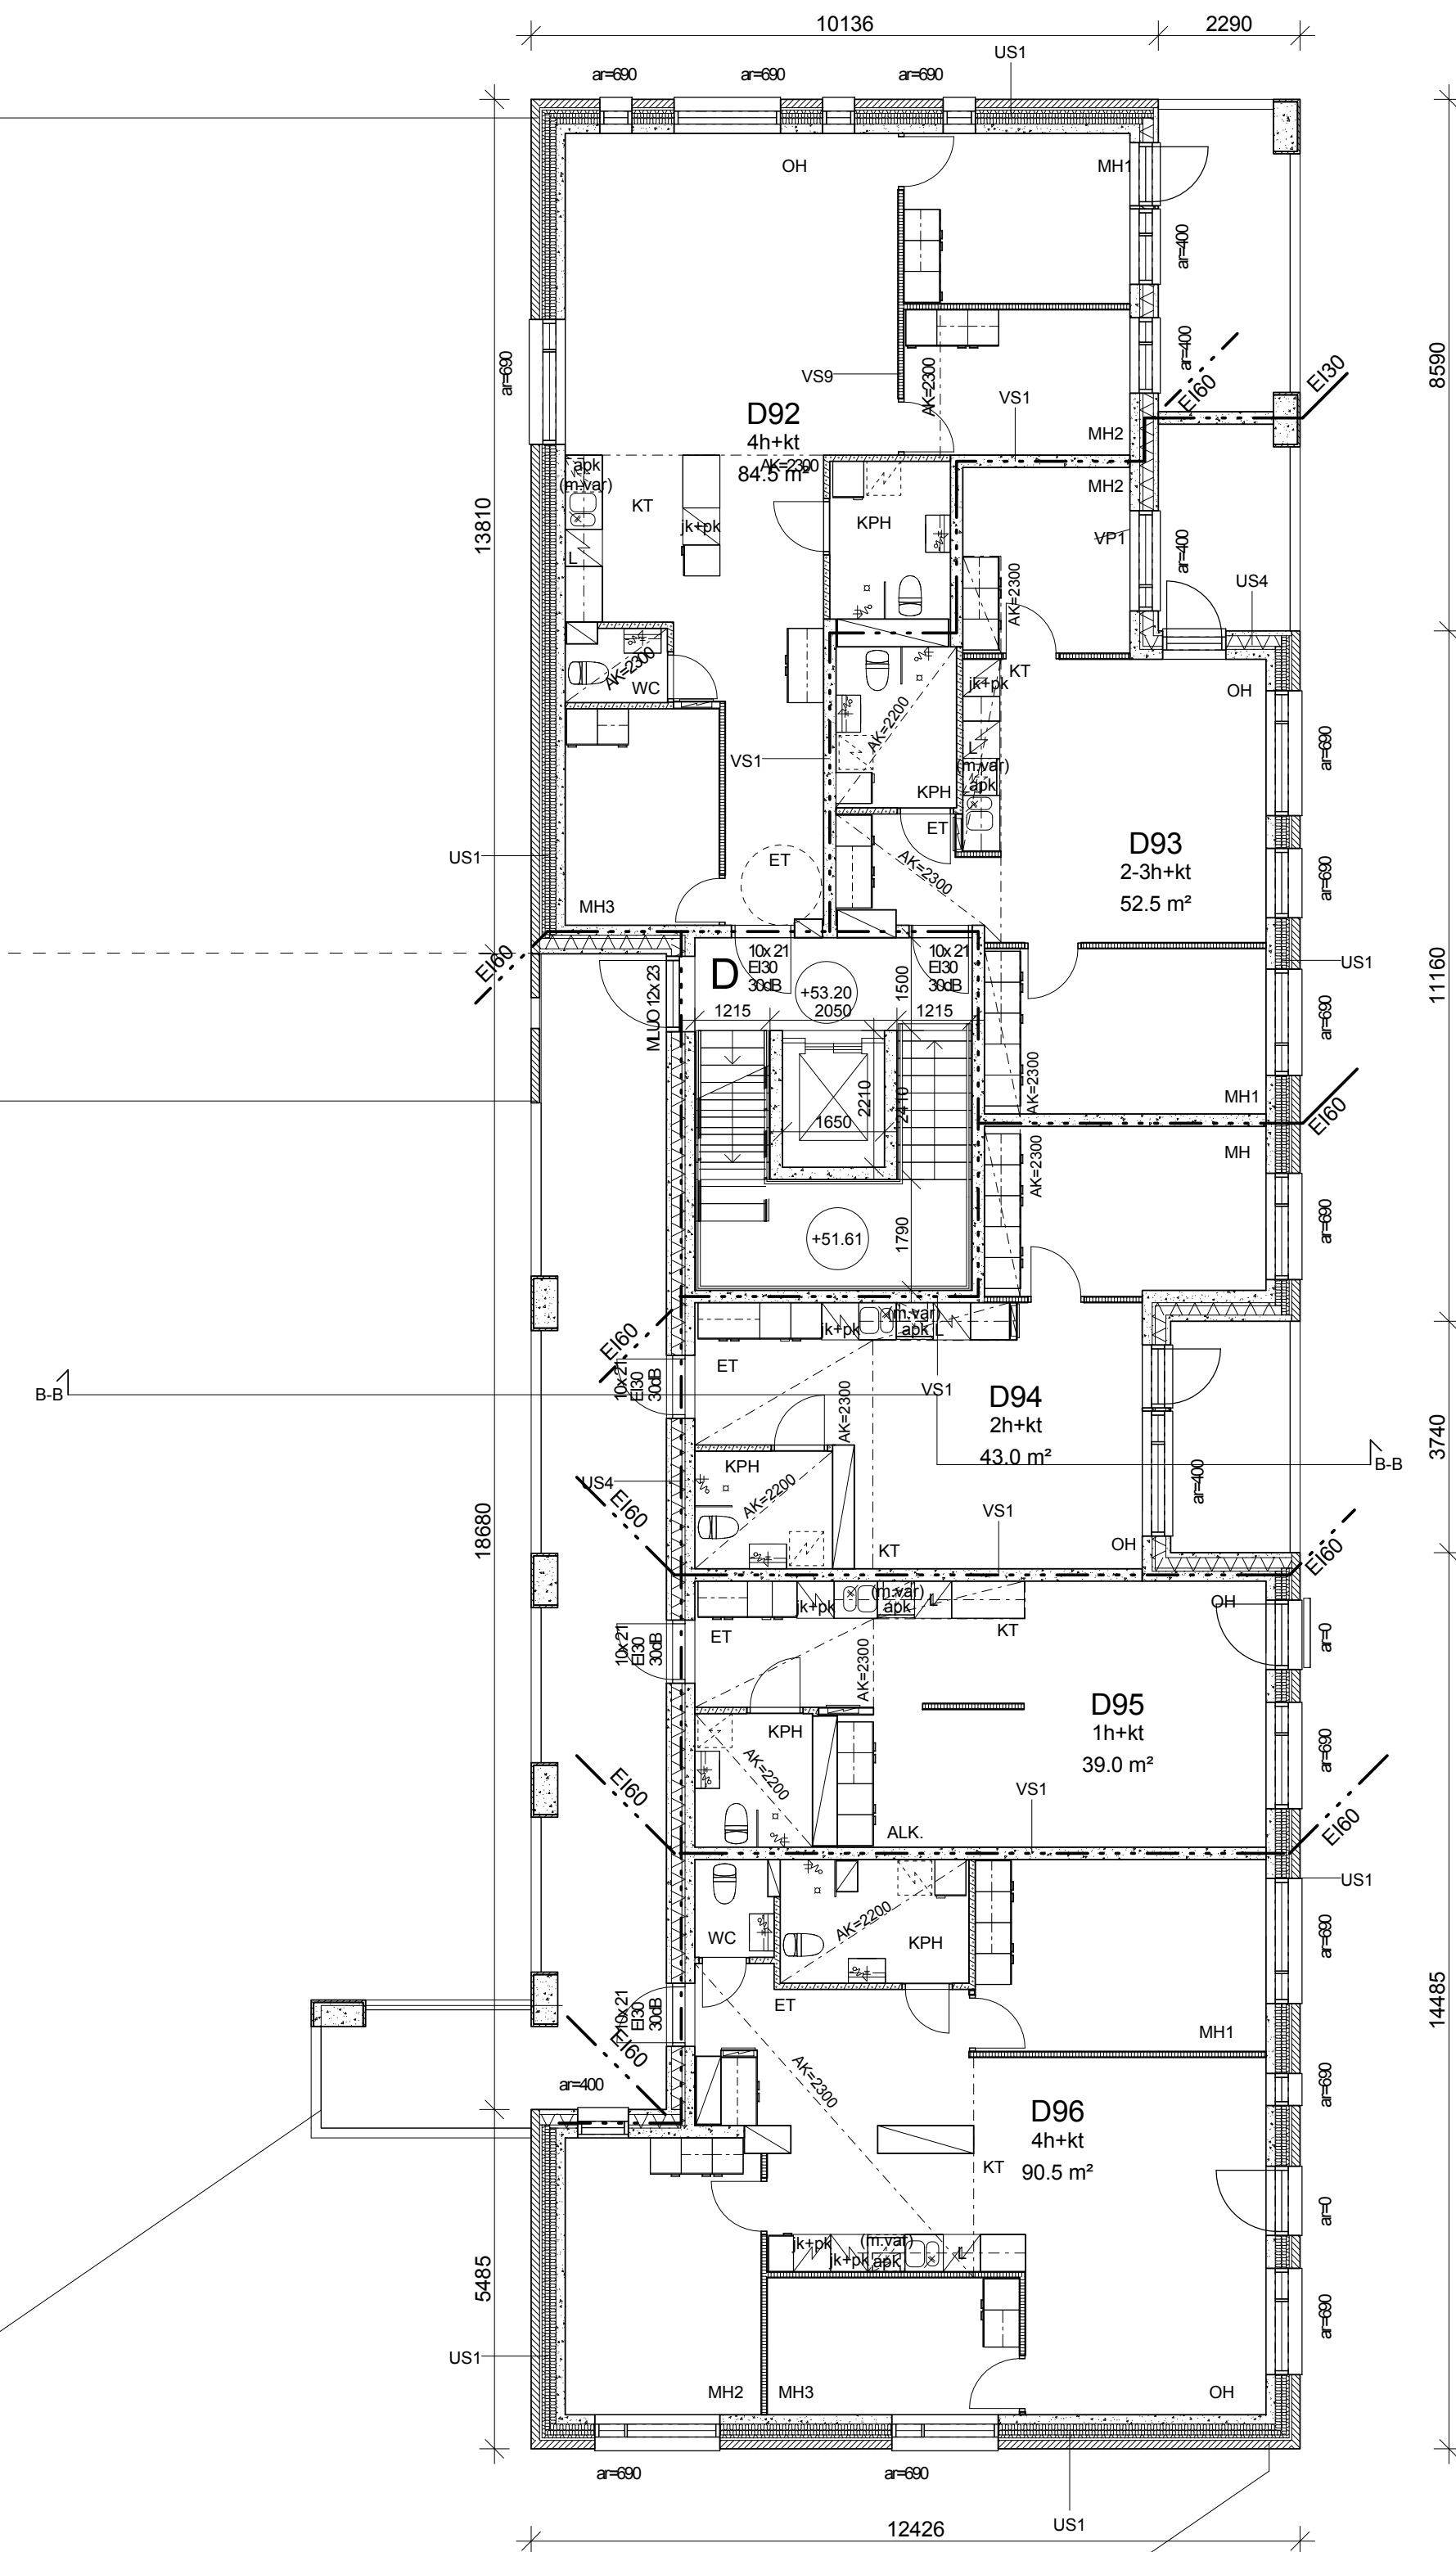 10136
2290
US1
ar=690
ar=690
ar=690
OH
MH1
ar=400
ar=690
VS9
AK=2300
VS1
ar=400
EI60
EI30
8590
D92
4h+kt
84.5 m²
AK=2300
MH2
apk
(m.var)
KT
jk+pk
KPH
MH2
VP1
ar=400
13810
L
AK=2300
US4
AK=2300
WC
KT
jk+pk
OH
AK=2200
L
(m.var)
apk
ar=690
VS1
KPH
ET
US1
ET
AK=2300
D93
2-3h+kt
52.5 m²
ar=690
MH3
EI60
D
10x21
EI30
30dB
+53.20
1500
10x21
EI30
30dB
US1
11160
MLUO 12x23
1215
2050
1215
ar=690
2210
2410
1650
AK=2300
MH1
EI60
AK=2300
MH
+51.61
1790
ar=690
EI60
jk+pk
(m.var)
apk
L
ET
10x21
EI30
30dB
B-B
AK=2300
VS1
D94
2h+kt
43.0 m²
3740
B-B
KPH
US4
AK=2200
ar=400
EI60
VS1
18680
KT
OH
EI60
jk+pk
(m.var)
apk
L
OH
ET
KT
10x21
EI30
30dB
ar=0
AK=2300
D95
1h+kt
39.0 m²
KPH
ar=690
AK=2200
EI60
VS1
EI60
ALK.
US1
WC
AK=2200
KPH
ar=690
ET
10x21
EI30
30dB
EI60
MH1
14485
AK=2300
ar=400
ar=690
D96
4h+kt
90.5 m²
KT
ar=0
jk+pk
jk+pk
(m.var)
apk
L
5485
ar=690
US1
MH2
MH3
OH
ar=690
ar=690
US1
12426